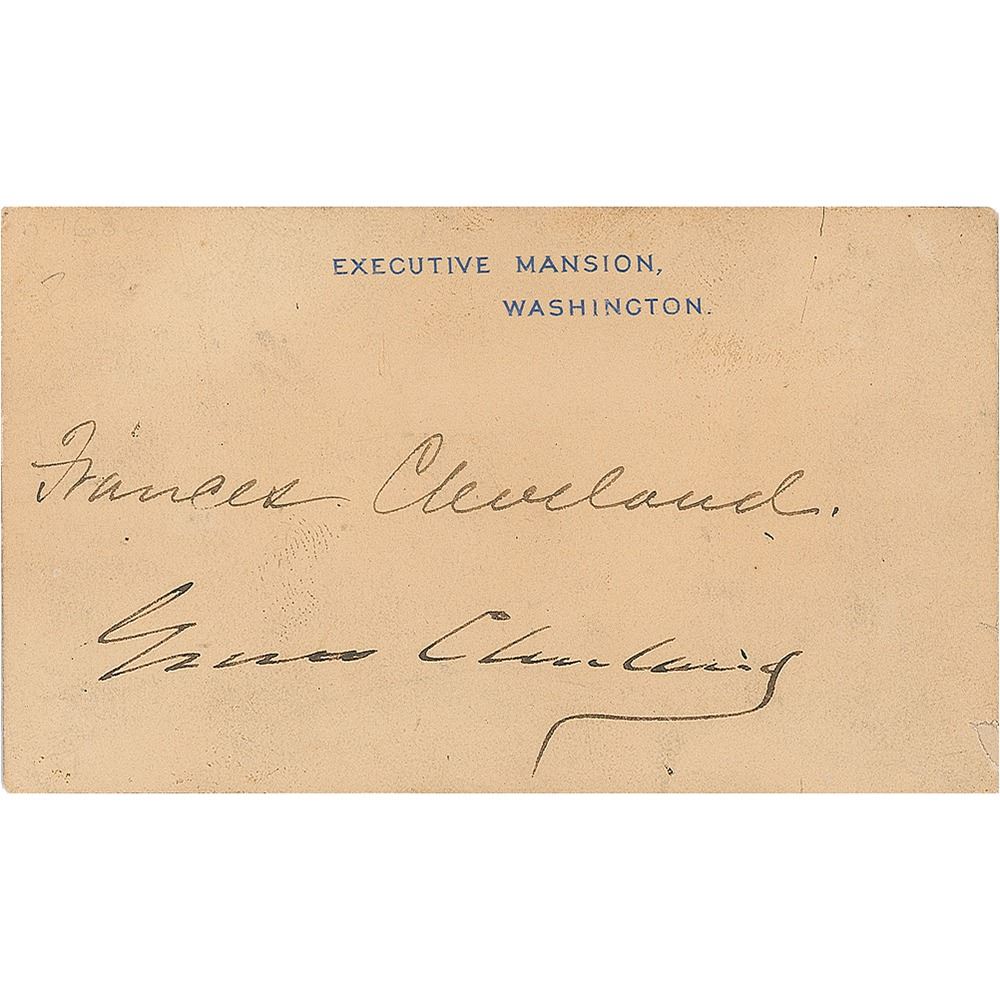 EXECUTIVE MANSION,
WASHINGTON.
Frances Cleveland.
Grover Cleveland